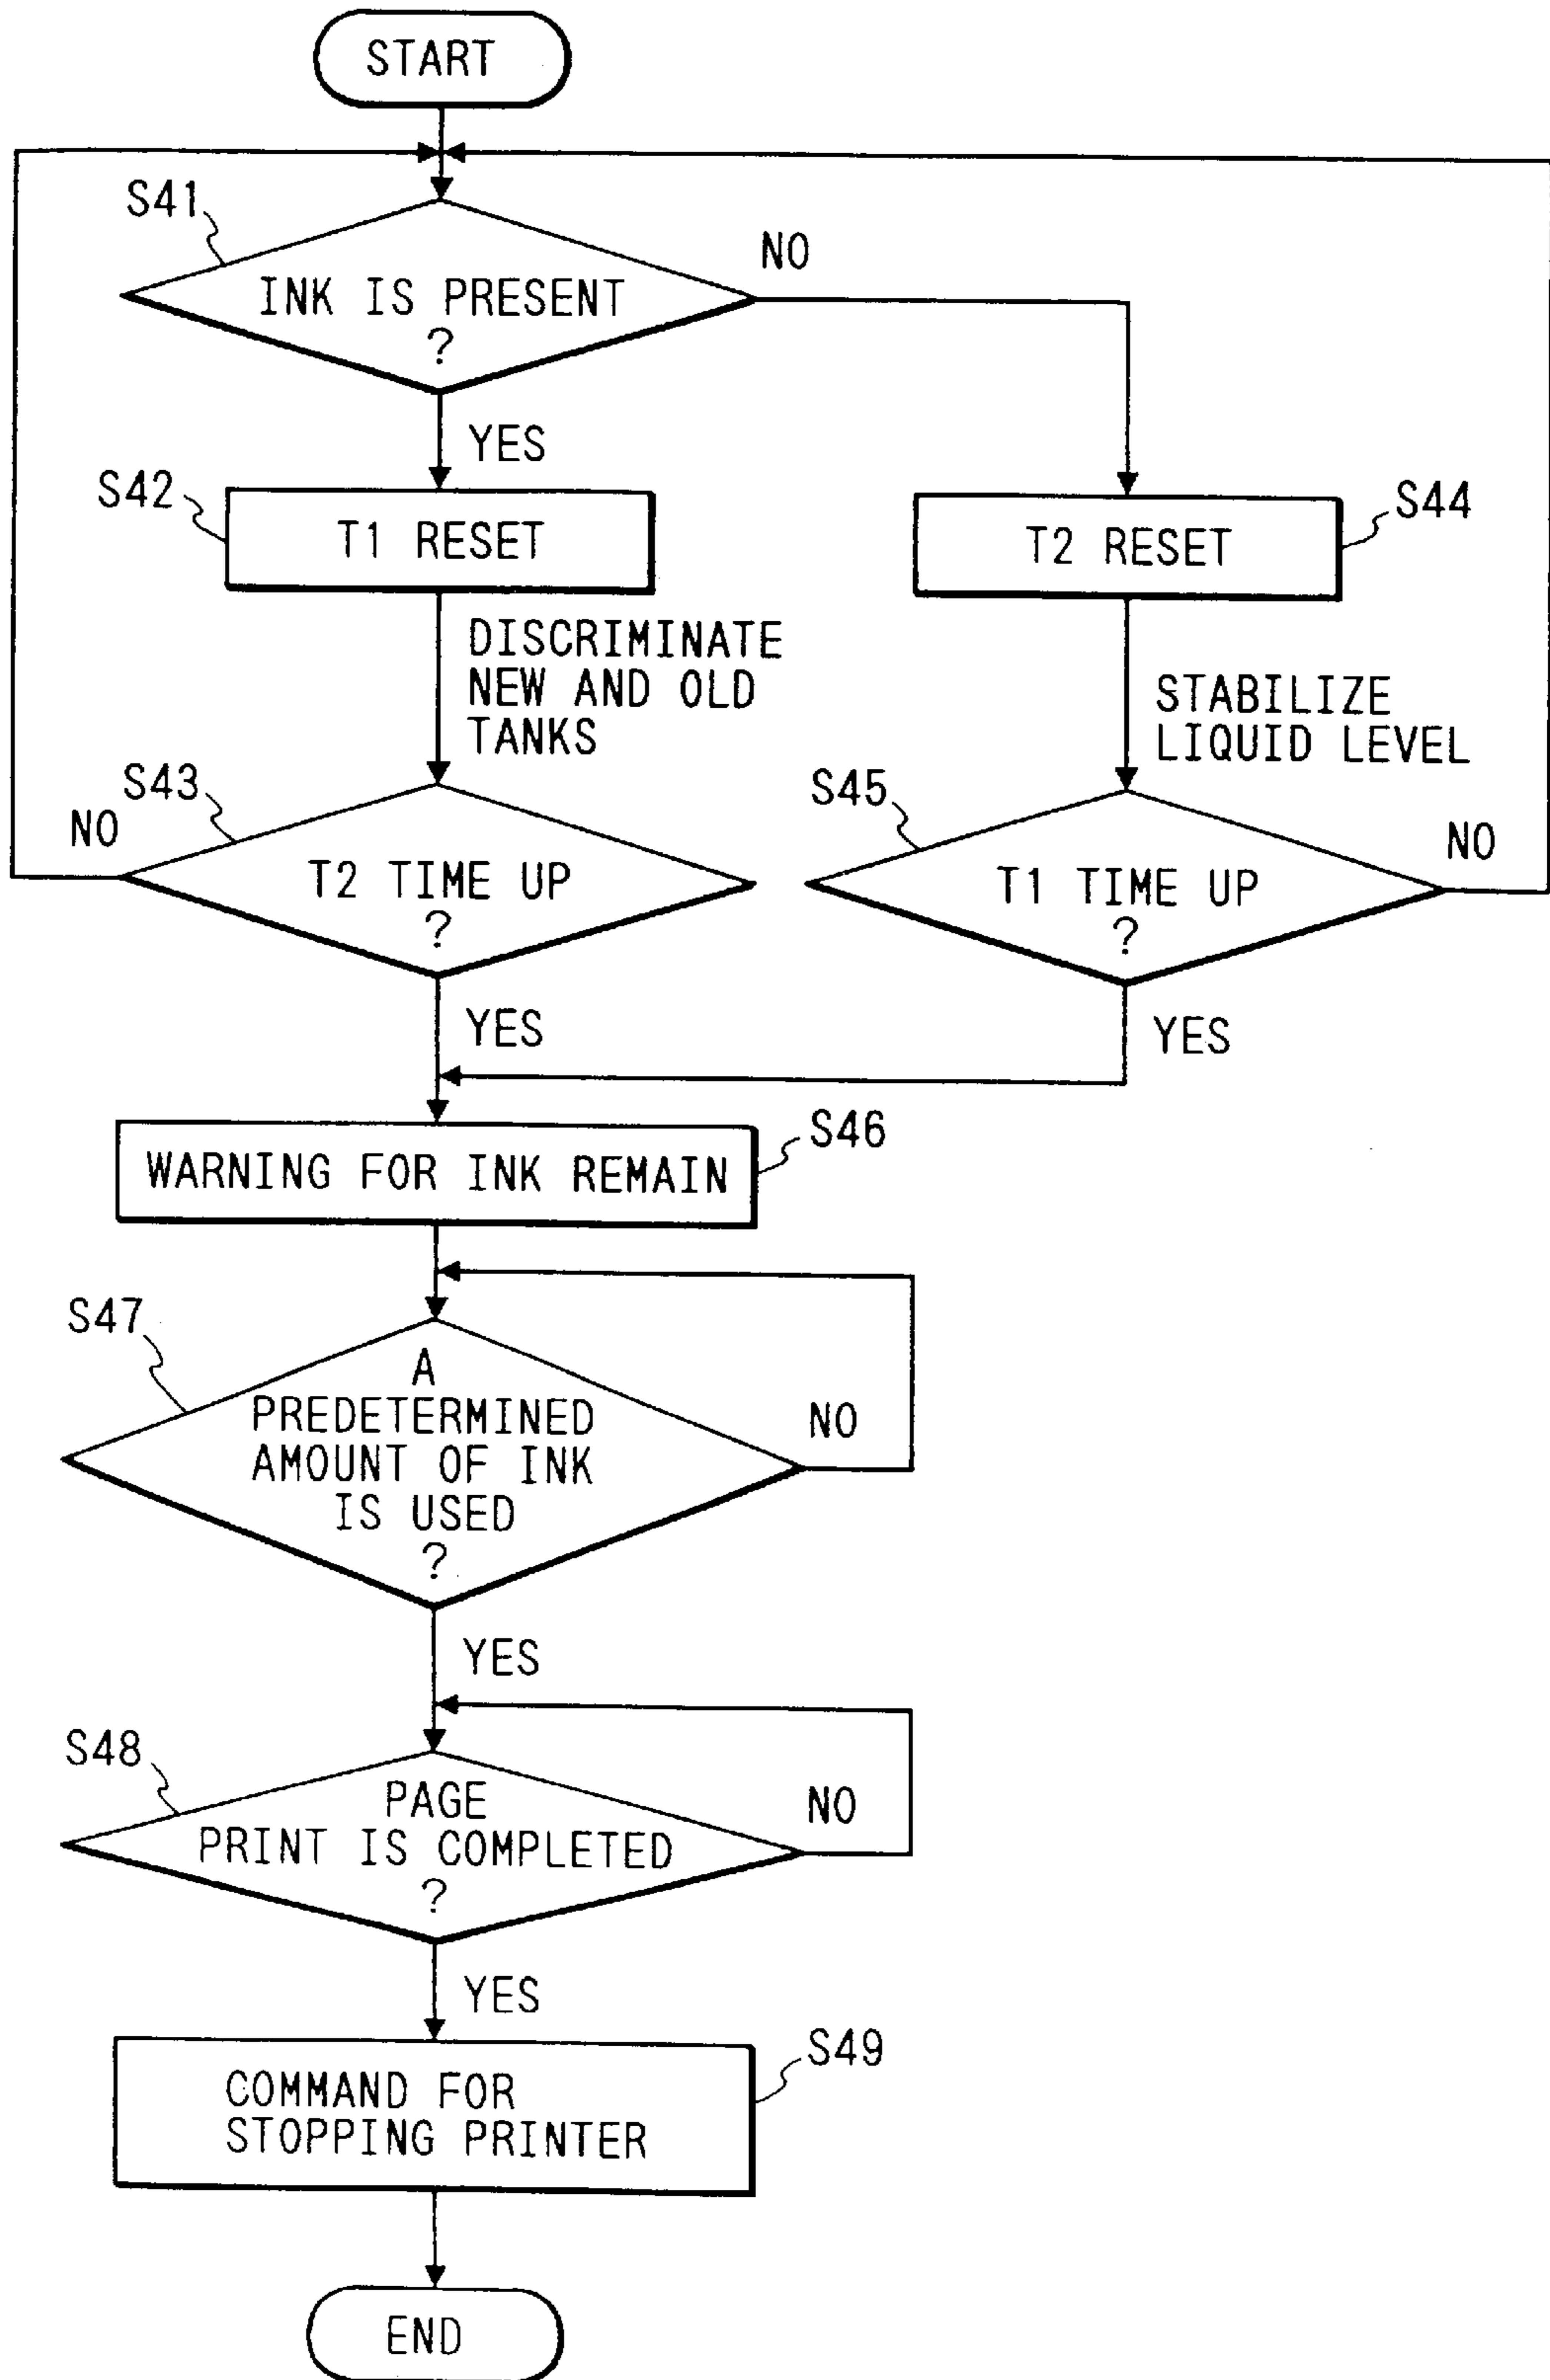 START
S41
NO
INK IS PRESENT
?
YES
S42
T1 RESET
T2 RESET
S44
DISCRIMINATE
NEW AND OLD
TANKS
STABILIZE
LIQUID LEVEL
S43
NO
T2 TIME UP
?
S45
NO
T1 TIME UP
?
YES
YES
S46
WARNING FOR INK REMAIN
S47
A
PREDETERMINED
AMOUNT OF INK
IS USED
?
NO
YES
S48
PAGE
PRINT IS COMPLETED
?
NO
YES
S49
COMMAND FOR
STOPPING PRINTER
END